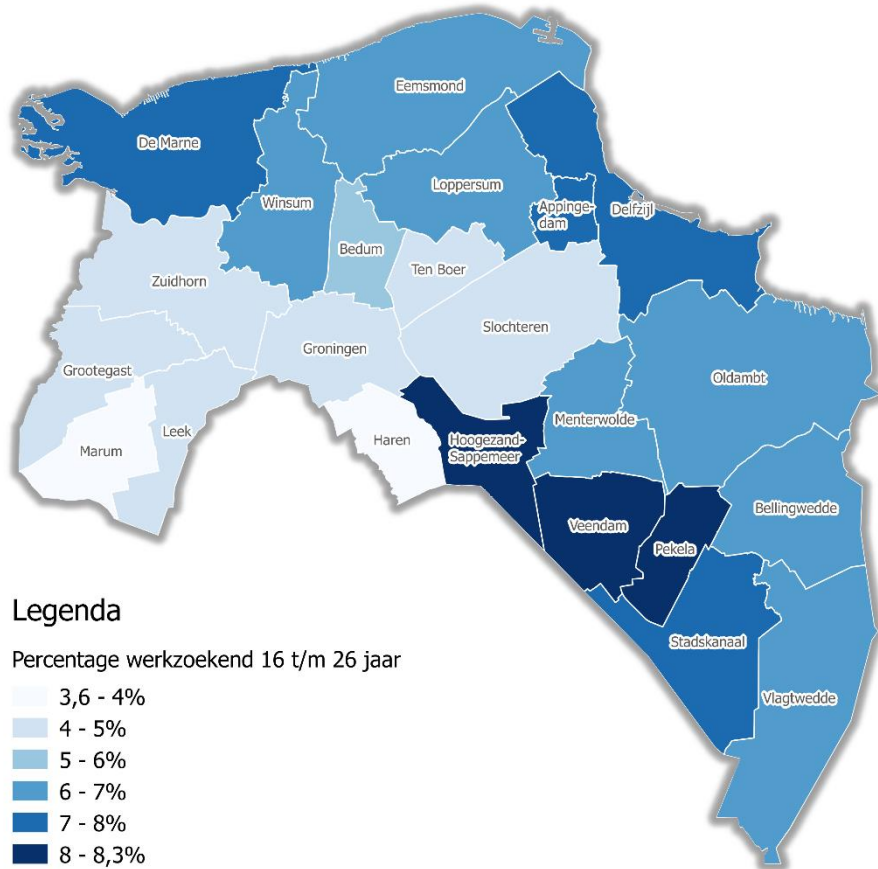 Eemsmond
De Marne
Loppersum
Winsum
Appinge-
dam
Delfzijl
Bedum
Ten Boer
Zuidhorn
Slochteren
Groningen
Grootegast
Oldambt
Leek
Menterwolde
Haren
Hoogezand-
Sappemeer
Marum
Bellingwedde
Veendam
Pekela
Stadskanaal
Vlagtwedde
Legenda
Percentage werkzoekend 16 t/m 26 jaar
3,6 - 4%
4 - 5%
5 - 6%
6 - 7%
7 - 8%
8 - 8,3%